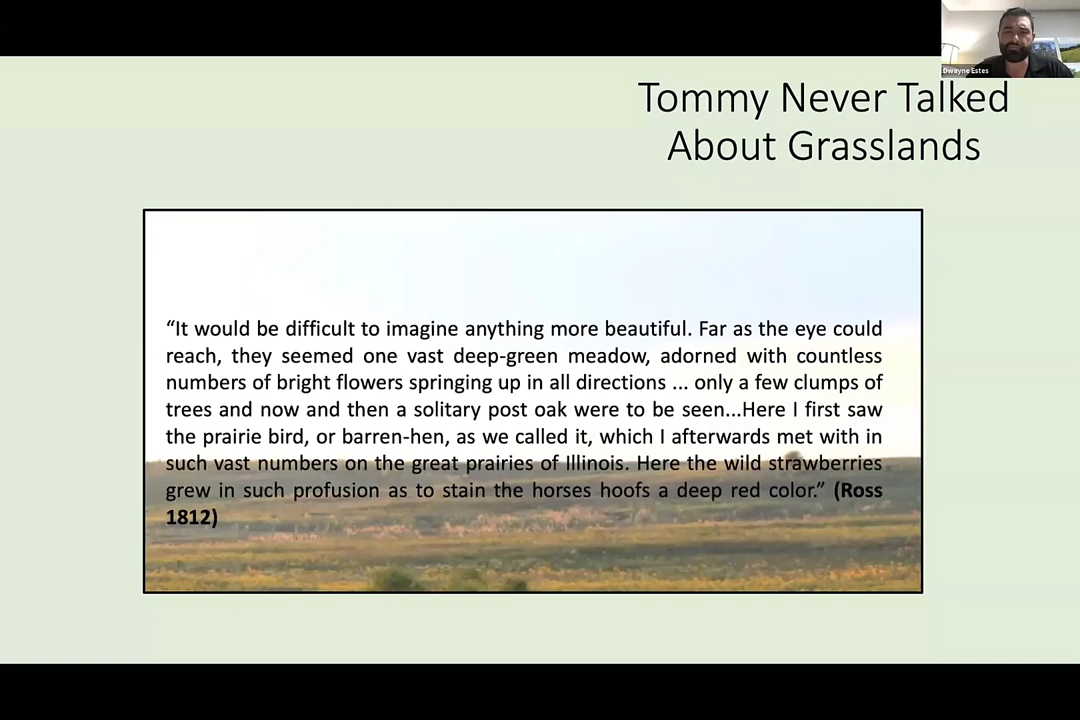 Dwayne Estes
Tommy Never Talked
About Grasslands
“It would be difficult to imagine anything more beautiful. Far as the eye could
reach, they seemed one vast deep-green meadow, adorned with countless
numbers of bright flowers springing up in all directions ... only a few clumps of
trees and now and then a solitary post oak were to be seen...Here I first saw
the prairie bird, or barren-hen, as we called it, which I afterwards met with in
such vast numbers on the great prairies of Illinois. Here the wild strawberries
grew in such profusion as to stain the horses hoofs a deep red color.” (Ross
1812)